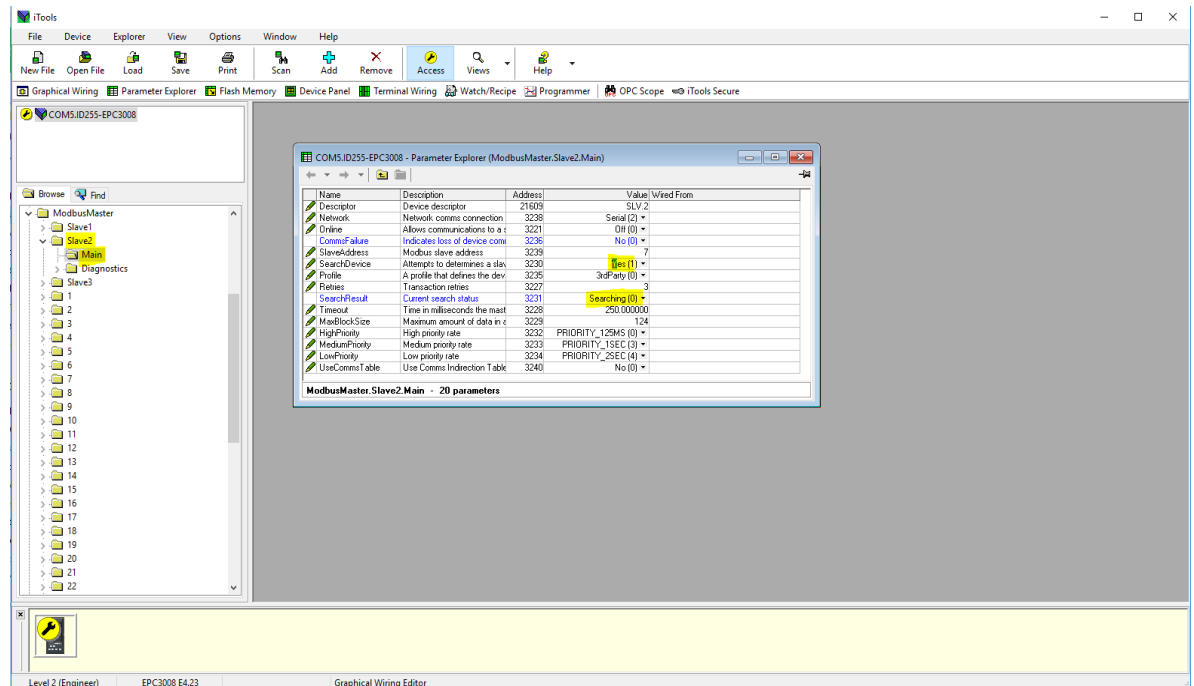 iTools
File Device Explorer View Options Window Help
New File Open File Load Save Print Scan Add Remove Access Views Help
Graphical Wiring Parameter Explorer Flash Memory Device Panel Terminal Wiring Watch/Recipe Programmer OPC Scope iTools Secure
COM5.ID255-EPC3008
COM5.ID255-EPC3008 - Parameter Explorer (ModbusMaster.Slave2.Main)
Browse Find
ModbusMaster
Slave1
Slave2
Main
Diagnostics
Slave3
1
2
3
4
5
6
7
8
9
10
11
12
13
14
15
16
17
18
19
20
21
22
Name Description Address Value Wired From
Descriptor Device descriptor 21609 SLV.2
Network Network comms connection 3238 Serial (2)
Online Allows communications to a s 3221 Off (0)
CommsFailure Indicates loss of device comm 3236 No (0)
SlaveAddress Modbus slave address 3239 7
SearchDevice Attempts to determines a slav 3230 Yes (1)
Profile A profile that defines the dev 3235 3rdParty (0)
Retries Transaction retries 3227 3
SearchResult Current search status 3231 Searching (0)
Timeout Time in milliseconds the mast 3228 250.000000
MaxBlockSize Maximum amount of data in a 3229 124
HighPriority High priority rate 3232 PRIORITY_125MS (0)
MediumPriority Medium priority rate 3233 PRIORITY_1SEC (3)
LowPriority Low priority rate 3234 PRIORITY_2SEC (4)
UseCommsTable Use Comms Indirection Table 3240 No (0)
ModbusMaster.Slave2.Main - 20 parameters
Level 2 (Engineer) EPC3008 E4.23 Graphical Wiring Editor